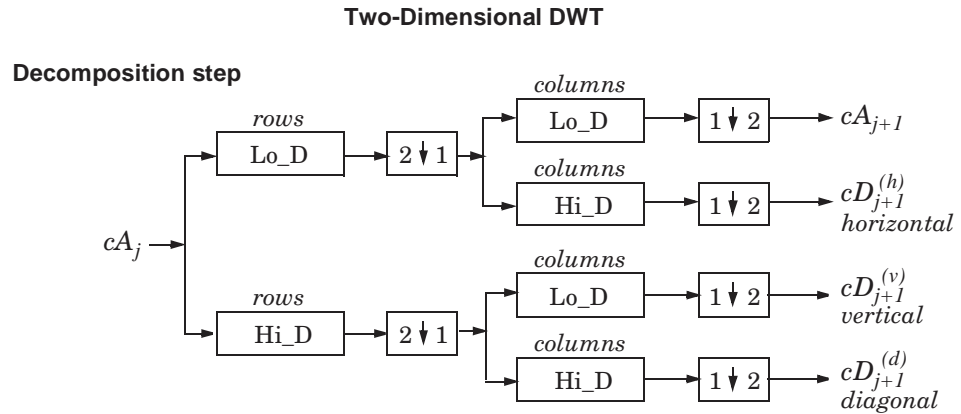 Two-Dimensional DWT
Decomposition step
columns
rows
Lo_D
1 ↓ 2
cA_{j+1}
Lo_D
2 ↓ 1
columns
Hi_D
1 ↓ 2
cD_{j+1}^{(h)}
horizontal
cA_j
columns
rows
Lo_D
1 ↓ 2
cD_{j+1}^{(v)}
vertical
Hi_D
2 ↓ 1
columns
Hi_D
1 ↓ 2
cD_{j+1}^{(d)}
diagonal